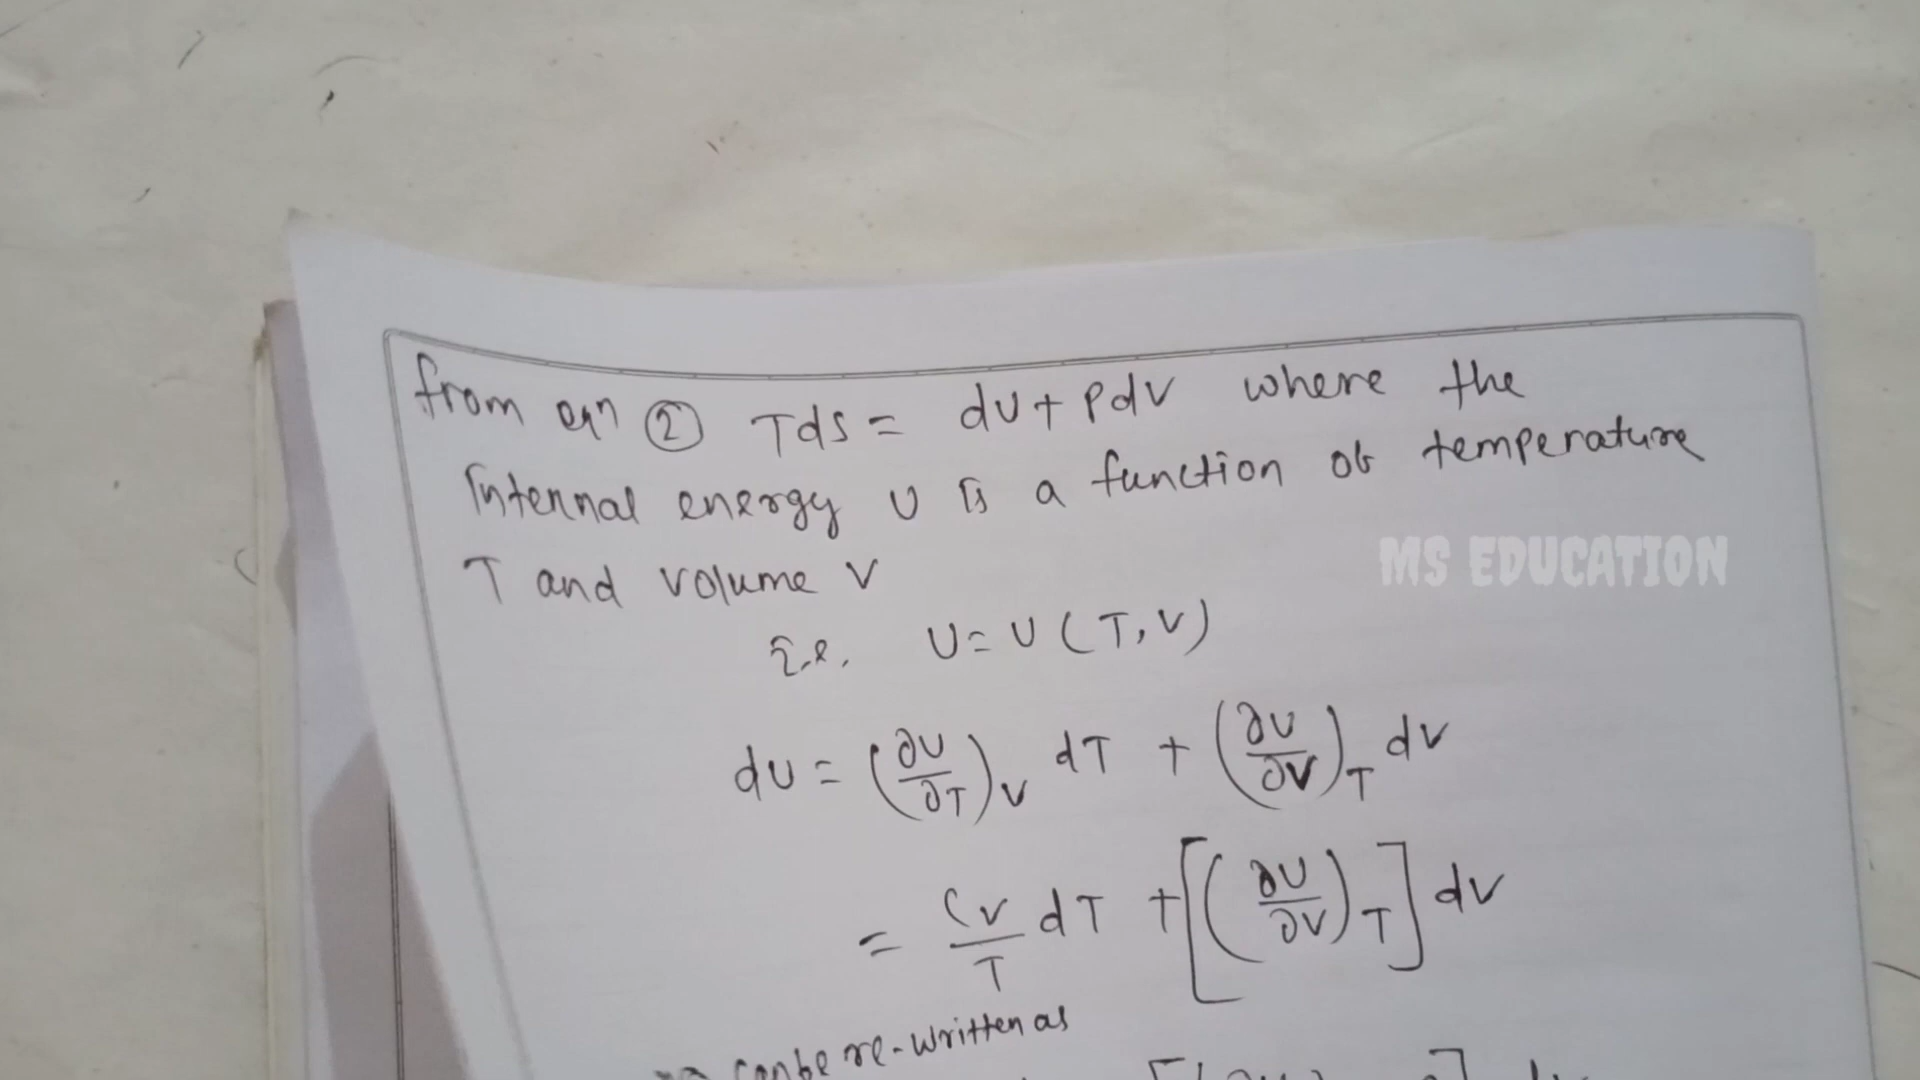 from eqn ② Tds = du + pdv where the
Internal energy U is a function of temperature
T and volume V
MS EDUCATION
i.e. U = U (T, V)
du = (∂U/∂T)V dT + (∂U/∂V)T dv
= Cv/T dT + [(∂U/∂V)T] dv
can be re-written as